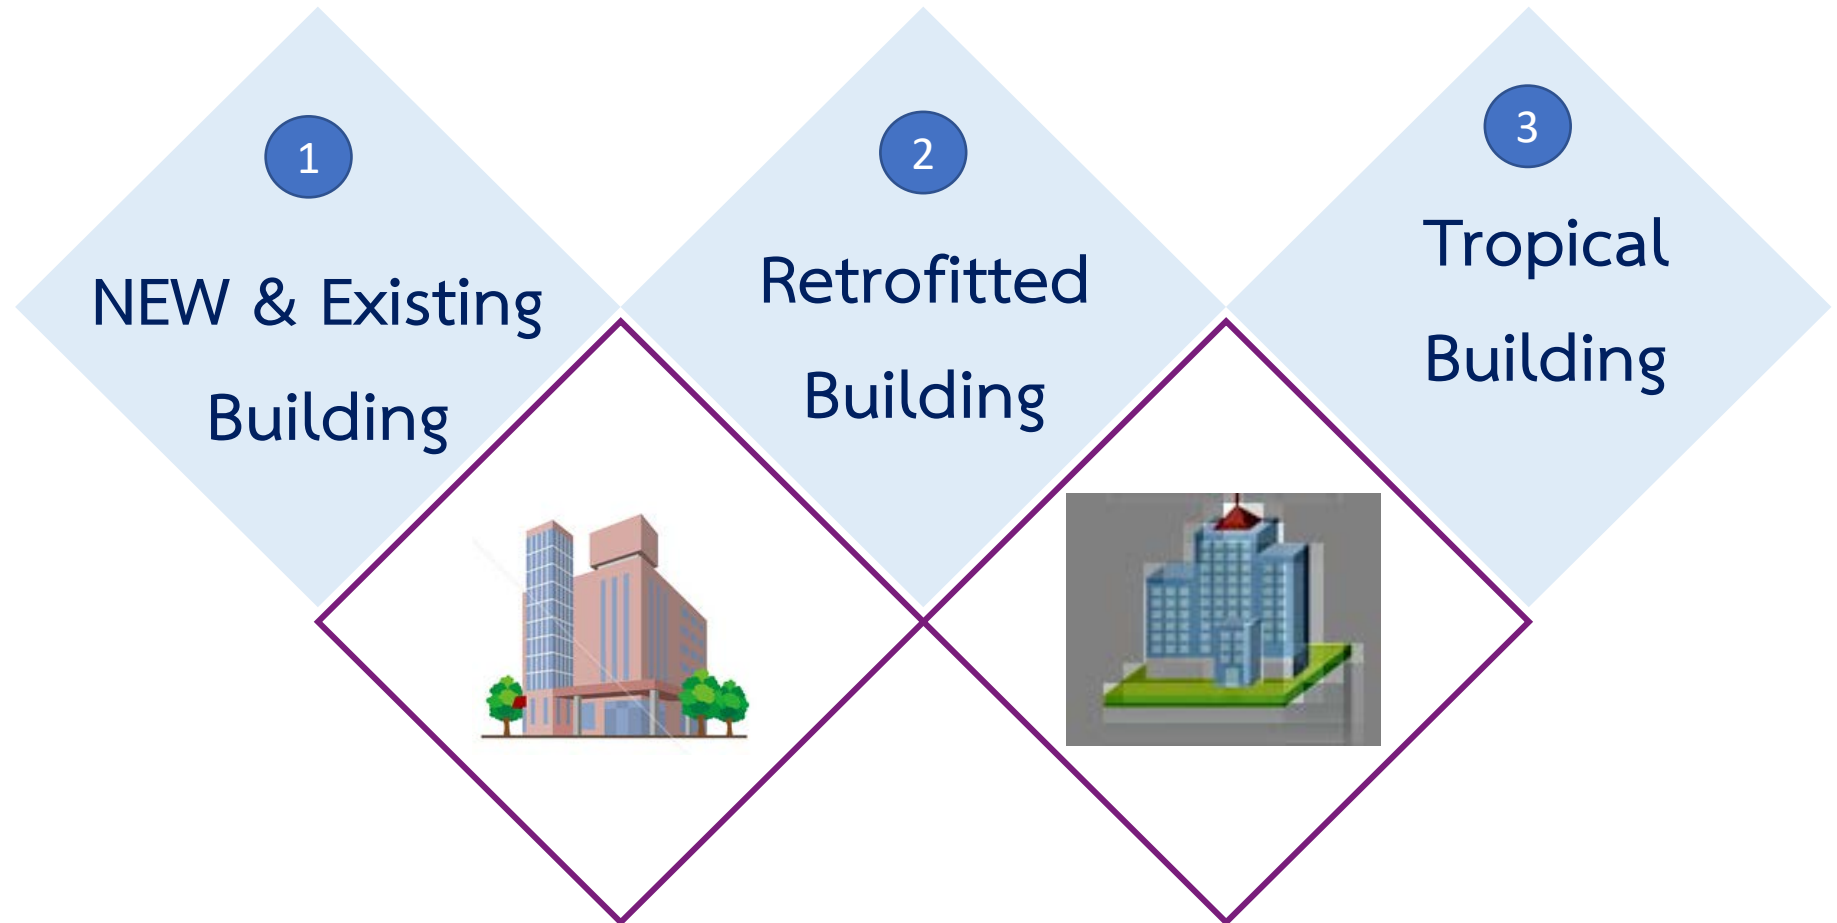 1
NEW & Existing
Building
2
Retrofitted
Building
3
Tropical
Building